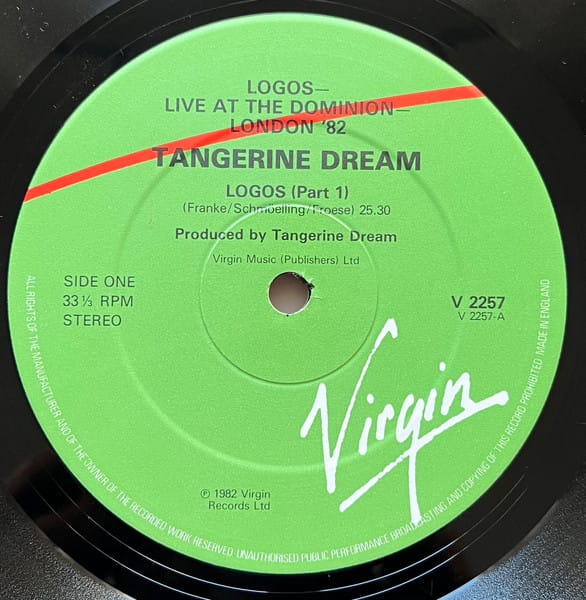 LOGOS—
LIVE AT THE DOMINION—
LONDON '82
TANGERINE DREAM
LOGOS (Part 1)
(Franke/Schmöelling/Froese) 25.30
Produced by Tangerine Dream
Virgin Music (Publishers) Ltd
SIDE ONE
33⅓ RPM
STEREO
V 2257
V 2257-A
Virgin
℗ 1982 Virgin
Records Ltd
ALL RIGHTS OF THE MANUFACTURER AND OF THE OWNER OF THE RECORDED WORK RESERVED · UNAUTHORISED PUBLIC PERFORMANCE BROADCASTING AND COPYING OF THIS RECORD PROHIBITED MADE IN ENGLAND